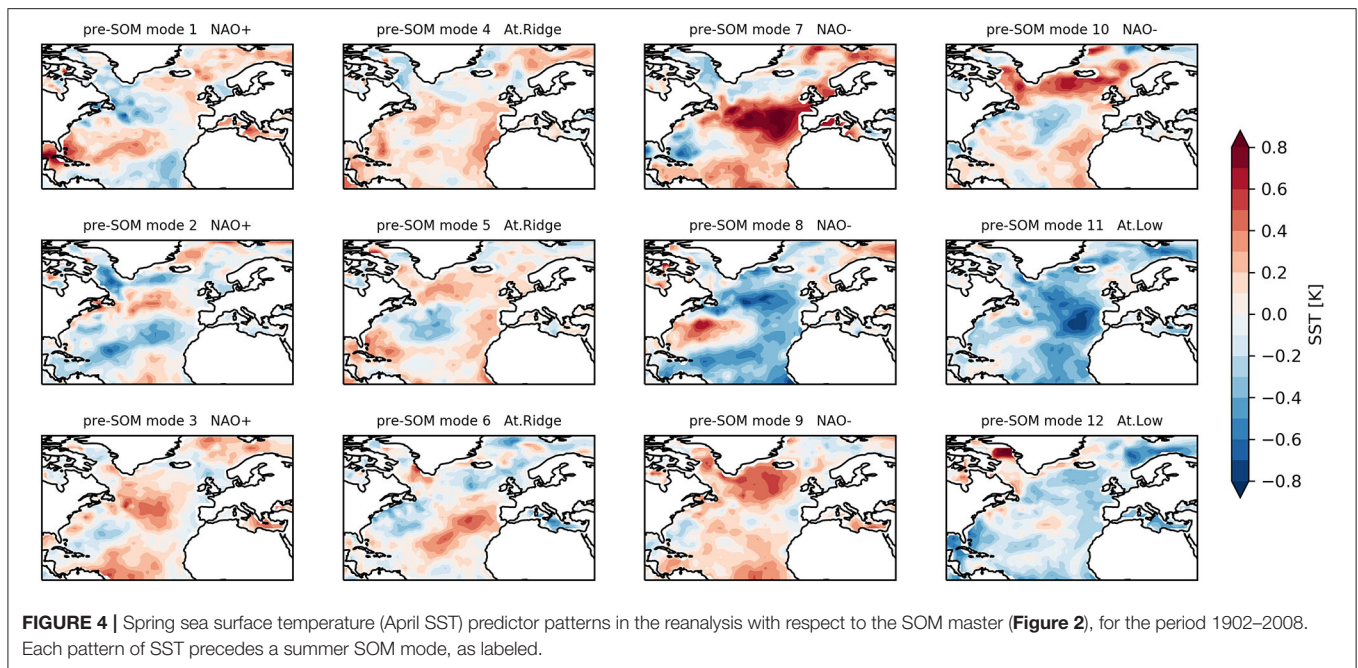 pre-SOM mode 1 NAO+
pre-SOM mode 4 At.Ridge
pre-SOM mode 7 NAO-
pre-SOM mode 10 NAO-
pre-SOM mode 2 NAO+
pre-SOM mode 5 At.Ridge
pre-SOM mode 8 NAO-
pre-SOM mode 11 At.Low
pre-SOM mode 3 NAO+
pre-SOM mode 6 At.Ridge
pre-SOM mode 9 NAO-
pre-SOM mode 12 At.Low
0.8
0.6
0.4
0.2
0.0
−0.2
−0.4
−0.6
−0.8
SST [K]
FIGURE 4 | Spring sea surface temperature (April SST) predictor patterns in the reanalysis with respect to the SOM master (Figure 2), for the period 1902–2008.
Each pattern of SST precedes a summer SOM mode, as labeled.